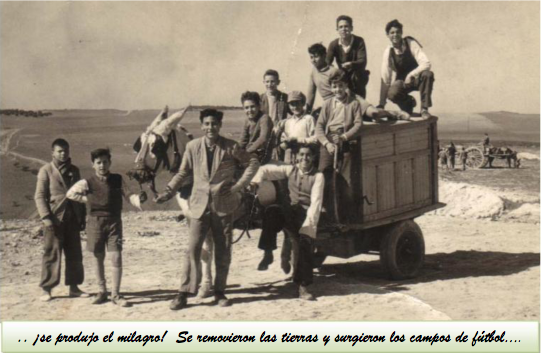 .. ¡se produjo el milagro! Se removieron las tierras y surgieron los campos de fútbol....